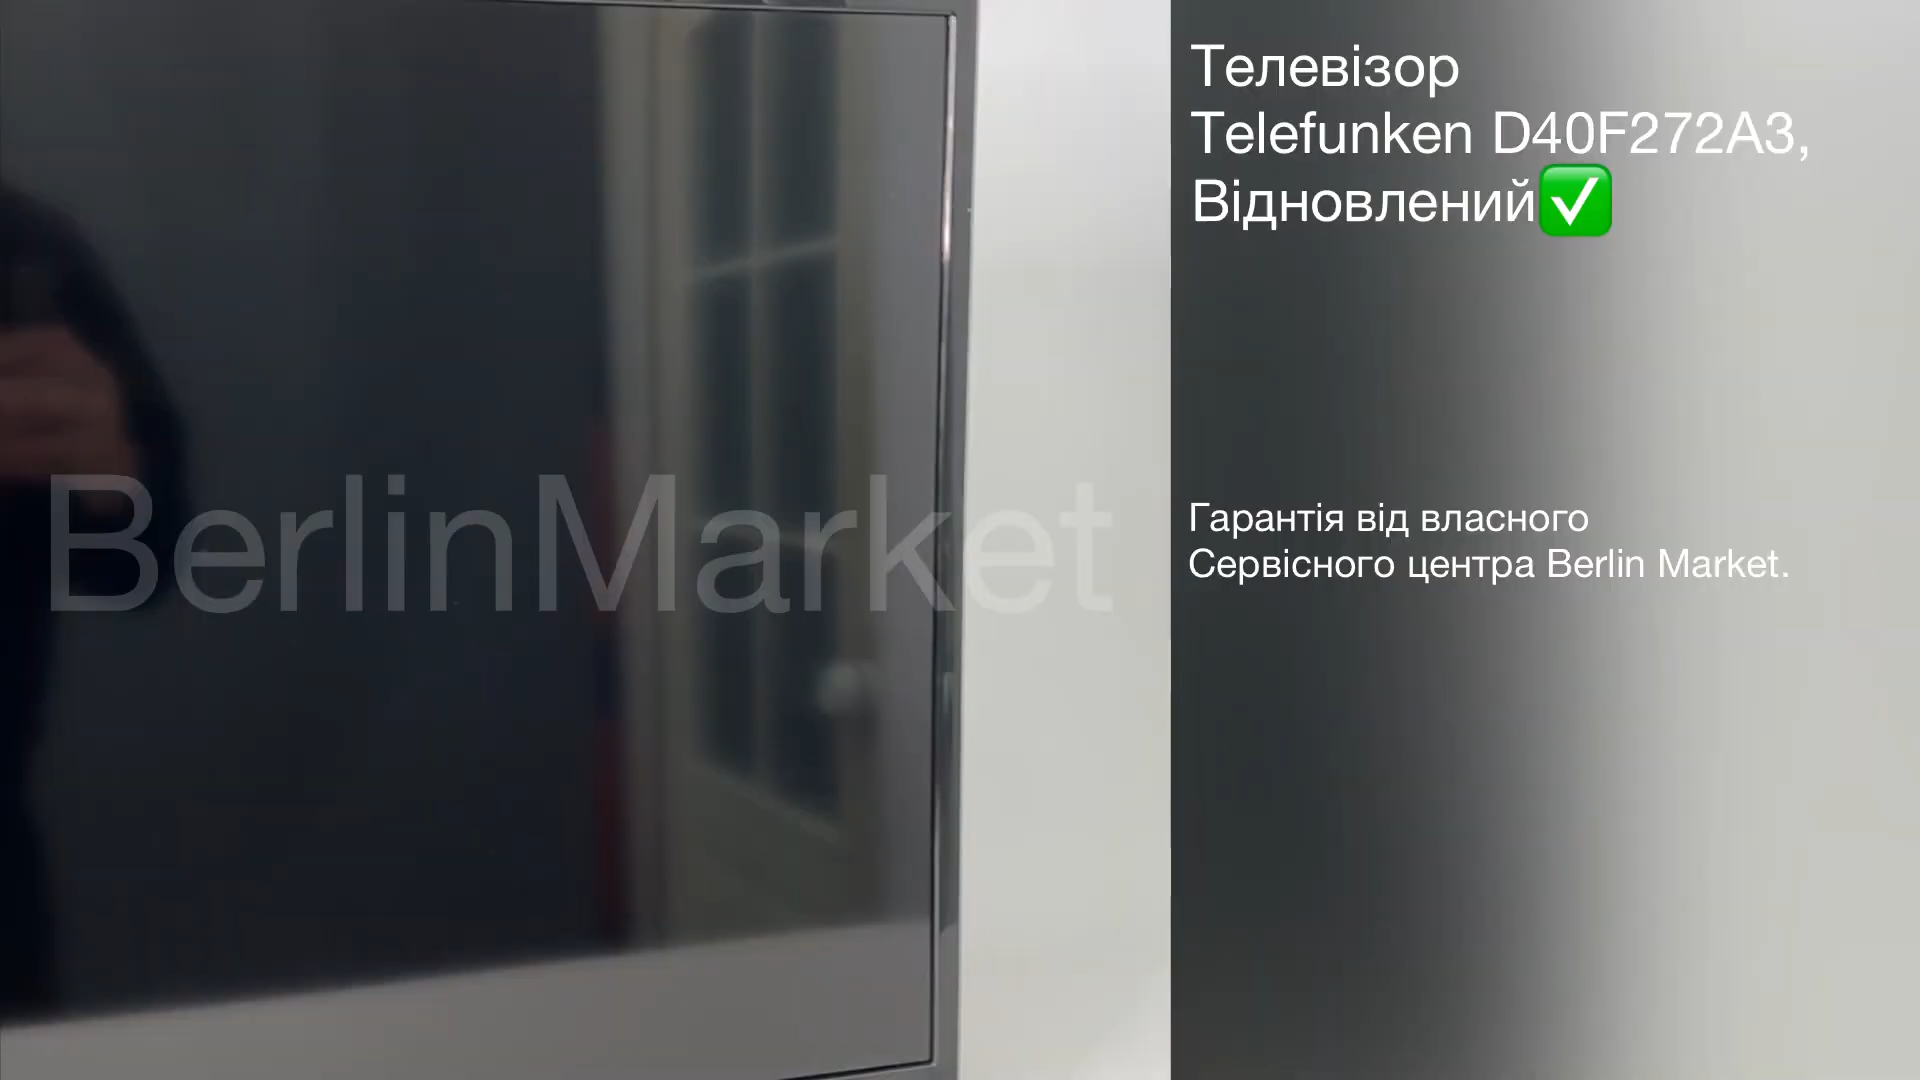 Телевізор
Telefunken D40F272A3,
Відновлений✅
BerlinMarket
Гарантія від власного
Сервісного центра Berlin Market.